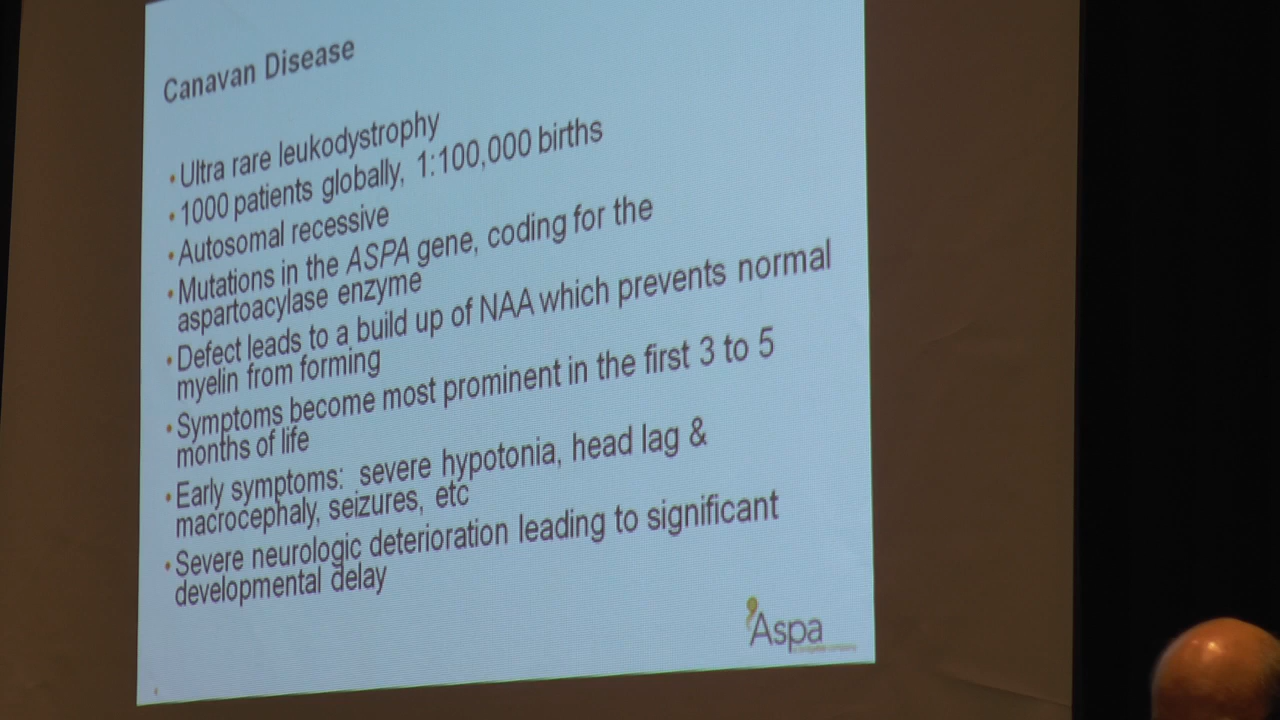 Canavan Disease
•Ultra rare leukodystrophy
•1000 patients globally, 1:100,000 births
•Autosomal recessive
•Mutations in the ASPA gene, coding for the
aspartoacylase enzyme
•Defect leads to a build up of NAA which prevents normal
myelin from forming
•Symptoms become most prominent in the first 3 to 5
months of life
•Early symptoms: severe hypotonia, head lag &
macrocephaly, seizures, etc
•Severe neurologic deterioration leading to significant
developmental delay
Aspa